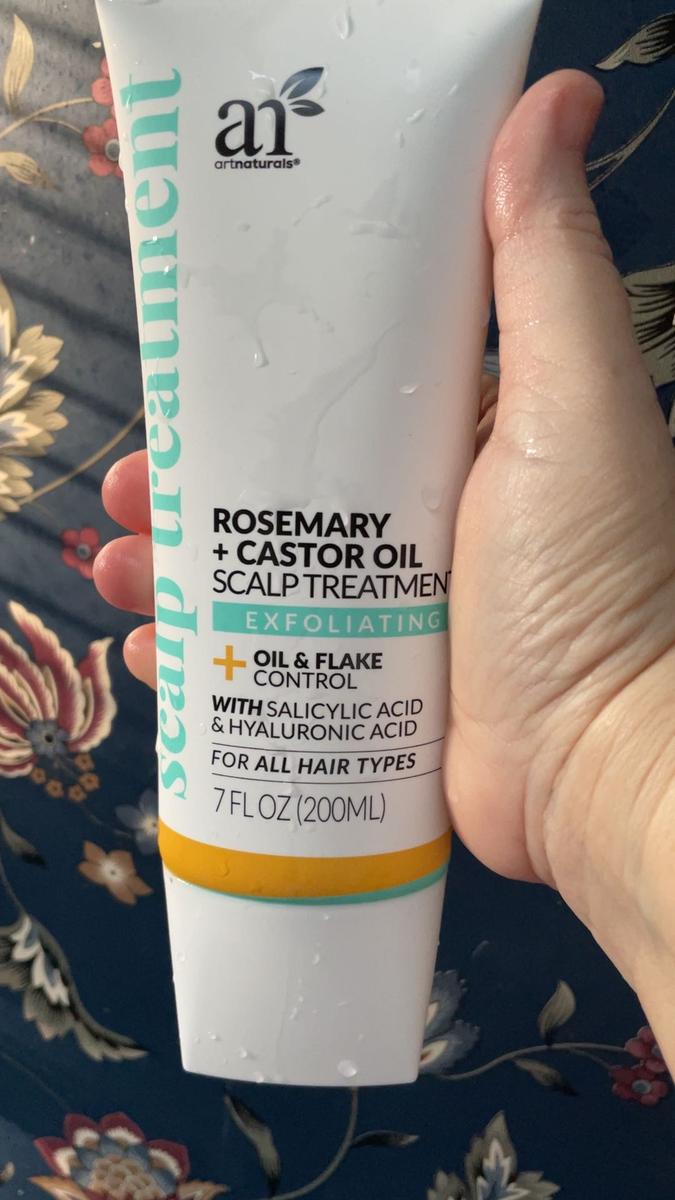 scalp treatment
ar
artnaturals®
ROSEMARY
+ CASTOR OIL
SCALP TREATMENT
EXFOLIATING
+ OIL & FLAKE
CONTROL
WITH SALICYLIC ACID
& HYALURONIC ACID
FOR ALL HAIR TYPES
7 FL OZ (200ML)